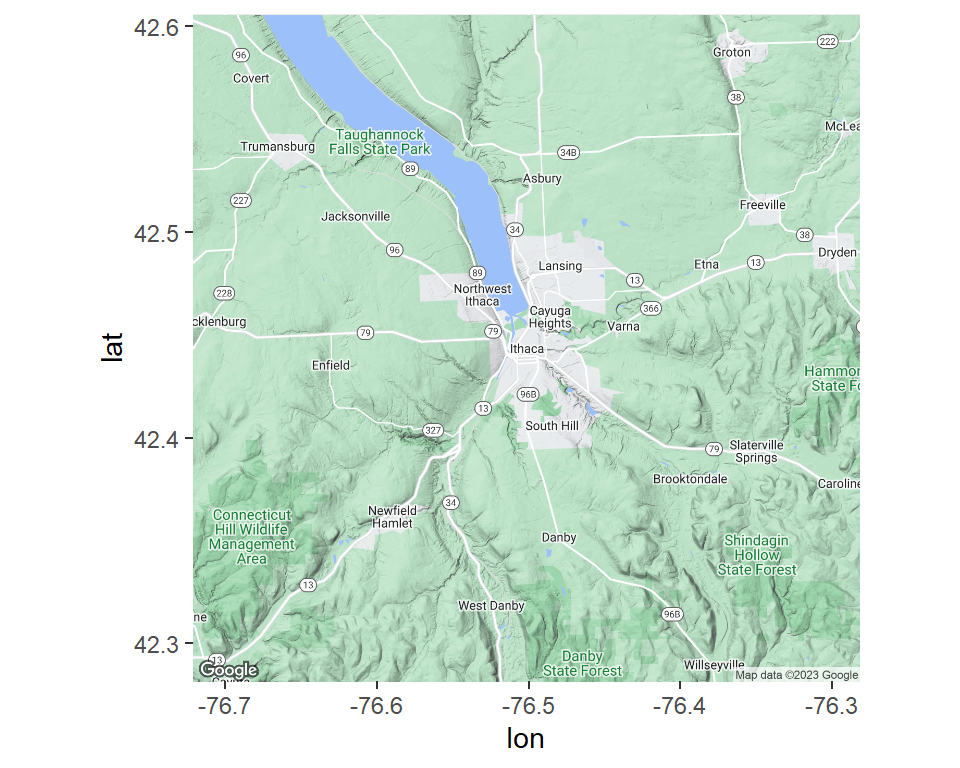 42.6
42.5
42.4
42.3
lat
-76.7
-76.6
-76.5
-76.4
-76.3
lon
96
Covert
Groton
222
38
McLea
Trumansburg
Taughannock
Falls State Park
89
34B
Asbury
227
Jacksonville
Freeville
34
38
96
Lansing
Etna
13
Dryden
89
13
228
Northwest
Ithaca
366
cklenburg
79
79
Cayuga
Heights
Varna
Ithaca
Enfield
Hammon
State Fo
96B
13
327
South Hill
79
Slaterville
Springs
Brooktondale
Caroline
34
Newfield
Hamlet
Connecticut
Hill Wildlife
Management
Area
Danby
Shindagin
Hollow
State Forest
13
West Danby
96B
ne
13
Danby
State Forest
Willseyville
Google
Map data ©2023 Google